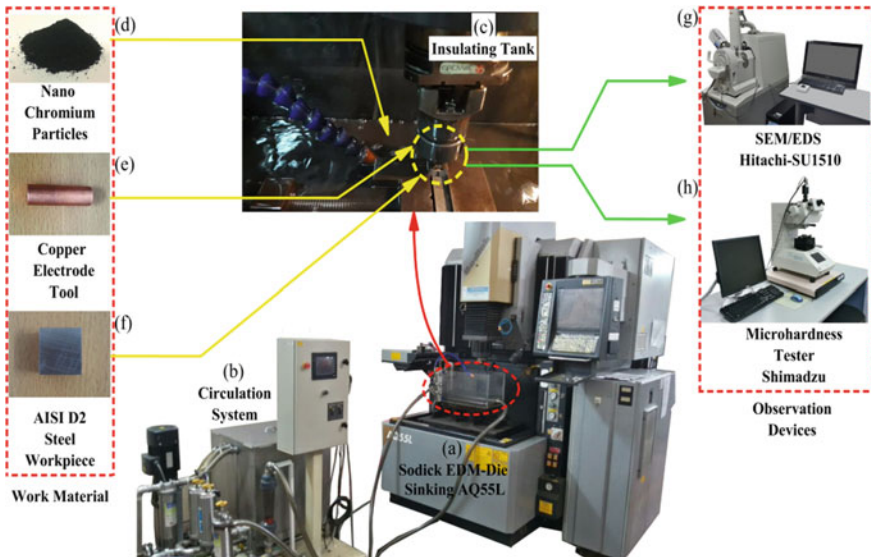 (d)
Nano
Chromium
Particles
(e)
Copper
Electrode
Tool
(f)
AISI D2
Steel
Workpiece
Work Material
(c)
Insulating Tank
(b)
Circulation
System
AQ55L
(a)
Sodick EDM-Die
Sinking AQ55L
(g)
SEM/EDS
Hitachi-SU1510
(h)
Microhardness
Tester
Shimadzu
Observation
Devices